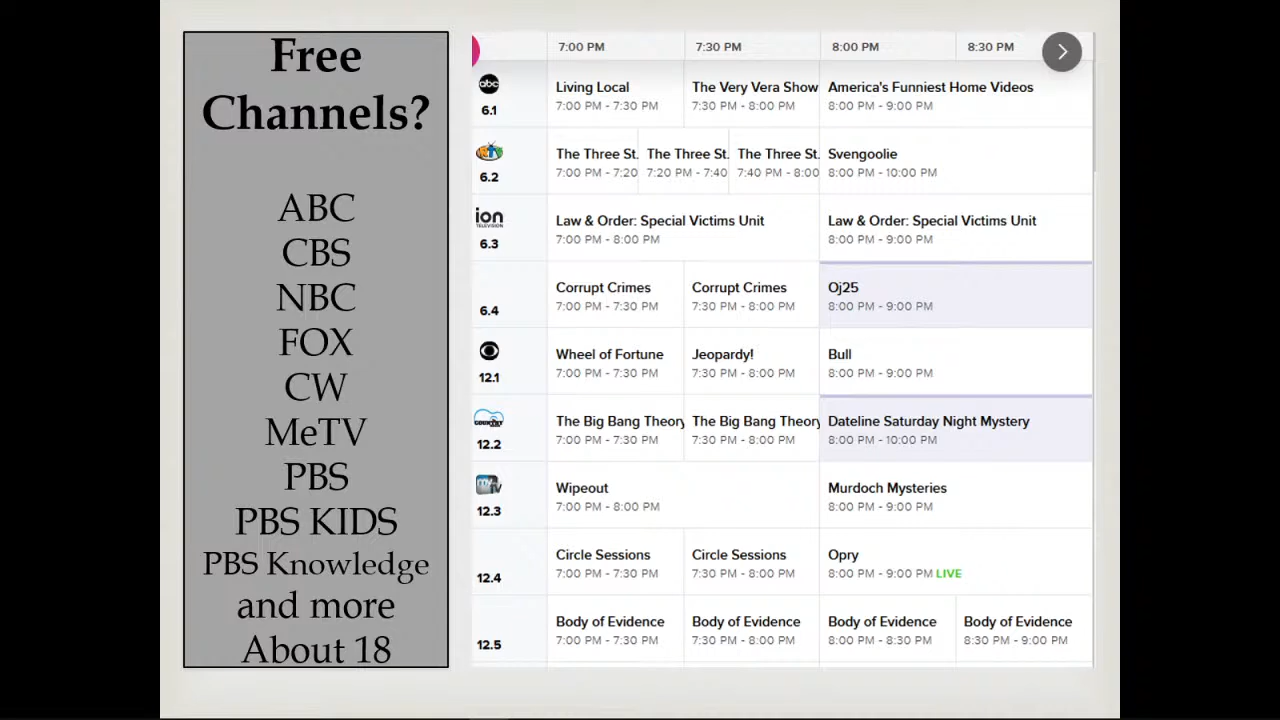 Free
Channels?
ABC
CBS
NBC
FOX
CW
MeTV
PBS
PBS KIDS
PBS Knowledge
and more
About 18
7:00 PM 7:30 PM 8:00 PM 8:30 PM
abc
6.1
Living Local The Very Vera Show America's Funniest Home Videos
7:00 PM - 7:30 PM 7:30 PM - 8:00 PM 8:00 PM - 9:00 PM
6.2
The Three St. The Three St. The Three St. Svengoolie
7:00 PM - 7:20 7:20 PM - 7:40 7:40 PM - 8:00 8:00 PM - 10:00 PM
ion
TELEVISION
6.3
Law & Order: Special Victims Unit Law & Order: Special Victims Unit
7:00 PM - 8:00 PM 8:00 PM - 9:00 PM
6.4
Corrupt Crimes Corrupt Crimes Oj25
7:00 PM - 7:30 PM 7:30 PM - 8:00 PM 8:00 PM - 9:00 PM
12.1
Wheel of Fortune Jeopardy! Bull
7:00 PM - 7:30 PM 7:30 PM - 8:00 PM 8:00 PM - 9:00 PM
COUNTRY
12.2
The Big Bang Theory The Big Bang Theory Dateline Saturday Night Mystery
7:00 PM - 7:30 PM 7:30 PM - 8:00 PM 8:00 PM - 10:00 PM
my tv
12.3
Wipeout Murdoch Mysteries
7:00 PM - 8:00 PM 8:00 PM - 9:00 PM
12.4
Circle Sessions Circle Sessions Opry
7:00 PM - 7:30 PM 7:30 PM - 8:00 PM 8:00 PM - 9:00 PM LIVE
12.5
Body of Evidence Body of Evidence Body of Evidence Body of Evidence
7:00 PM - 7:30 PM 7:30 PM - 8:00 PM 8:00 PM - 8:30 PM 8:30 PM - 9:00 PM